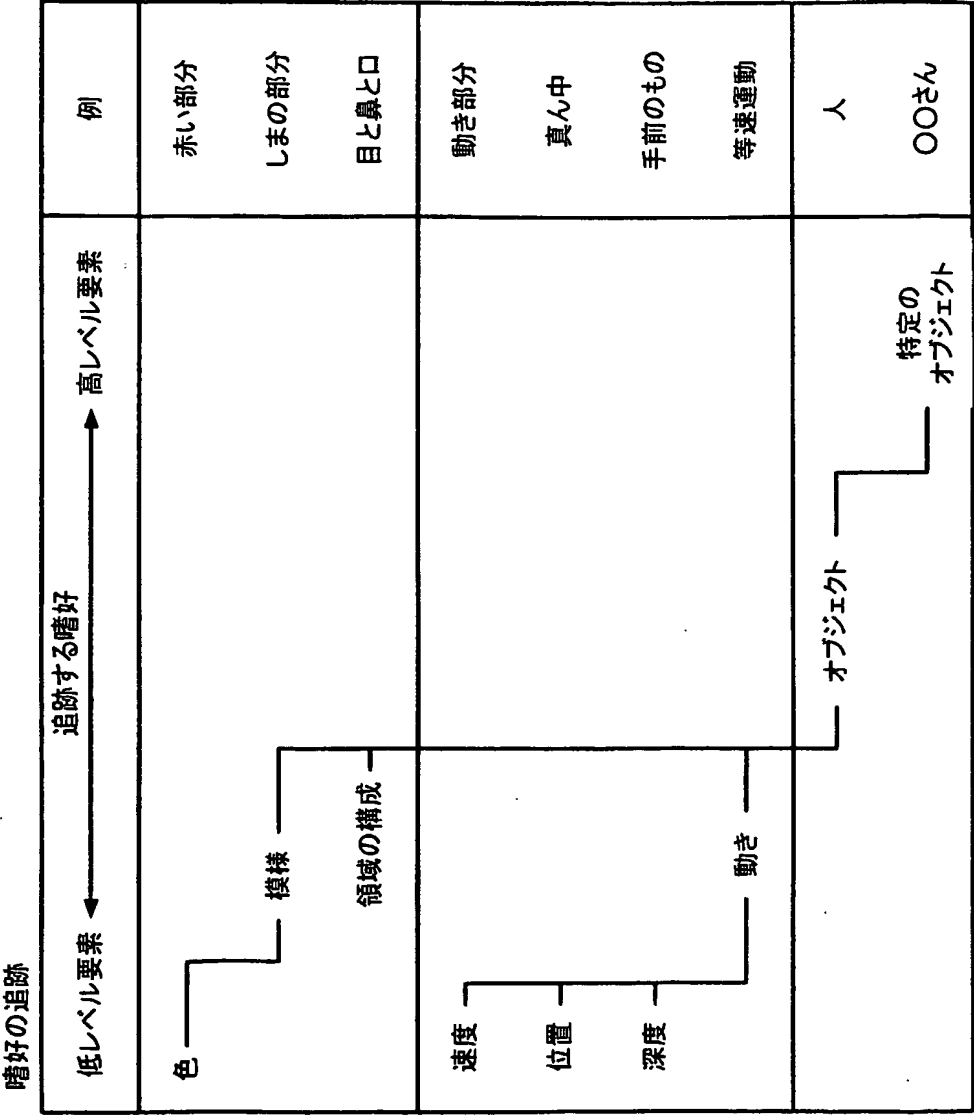 嗜好の追跡
追跡する嗜好
低レベル要素
高レベル要素
例
色
赤い部分
模様
しまの部分
領域の構成
目と鼻と口
速度
動き部分
位置
真ん中
深度
手前のもの
動き
等速運動
オブジェクト
人
特定の
オブジェクト
〇〇さん